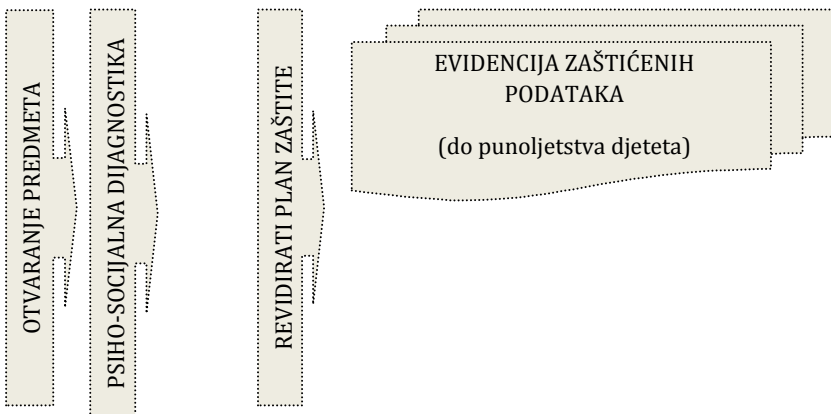 OTVARANJE PREDMETA
PSIHO-SOCIJALNA DIJAGNOSTIKA
REVIDIRATI PLAN ZAŠTITE
EVIDENCIJA ZAŠTIĆENIH
PODATAKA
(do punoljetstva djeteta)